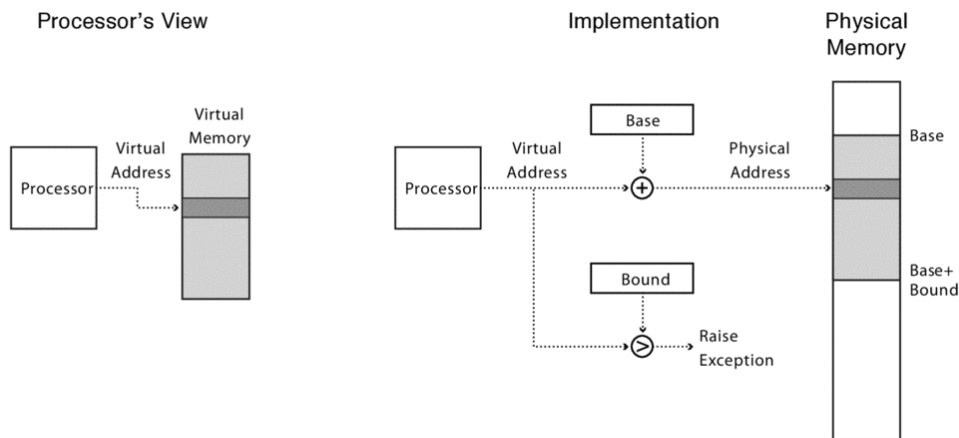 Processor's View
Implementation
Physical
Memory
Virtual
Memory
Virtual
Address
Processor
Base
Virtual
Address
Physical
Address
Base
Processor
+
Bound
Base+
Bound
>
Raise
Exception